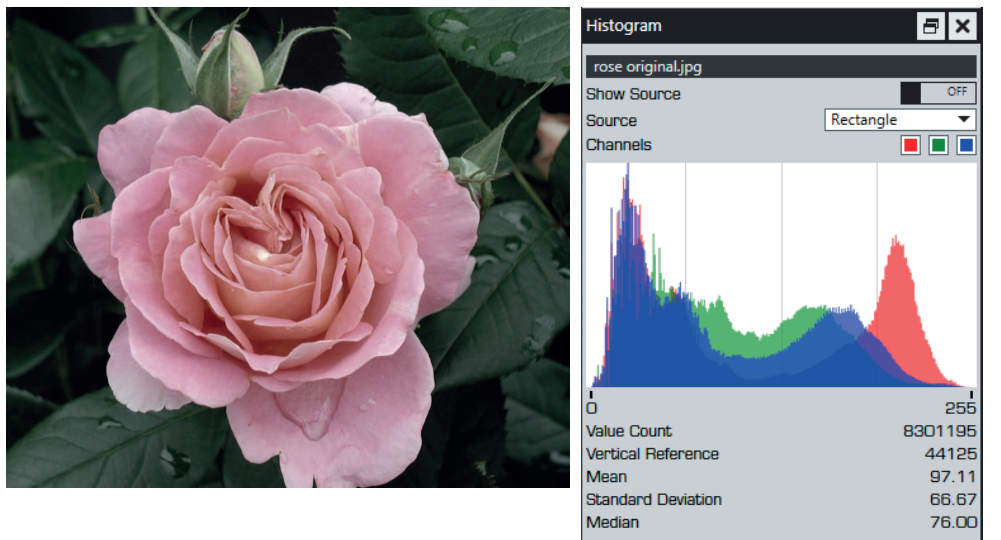 Histogram
rose original.jpg
Show Source OFF
Source Rectangle
Channels
0 255
Value Count 8301195
Vertical Reference 44125
Mean 97.11
Standard Deviation 66.67
Median 76.00